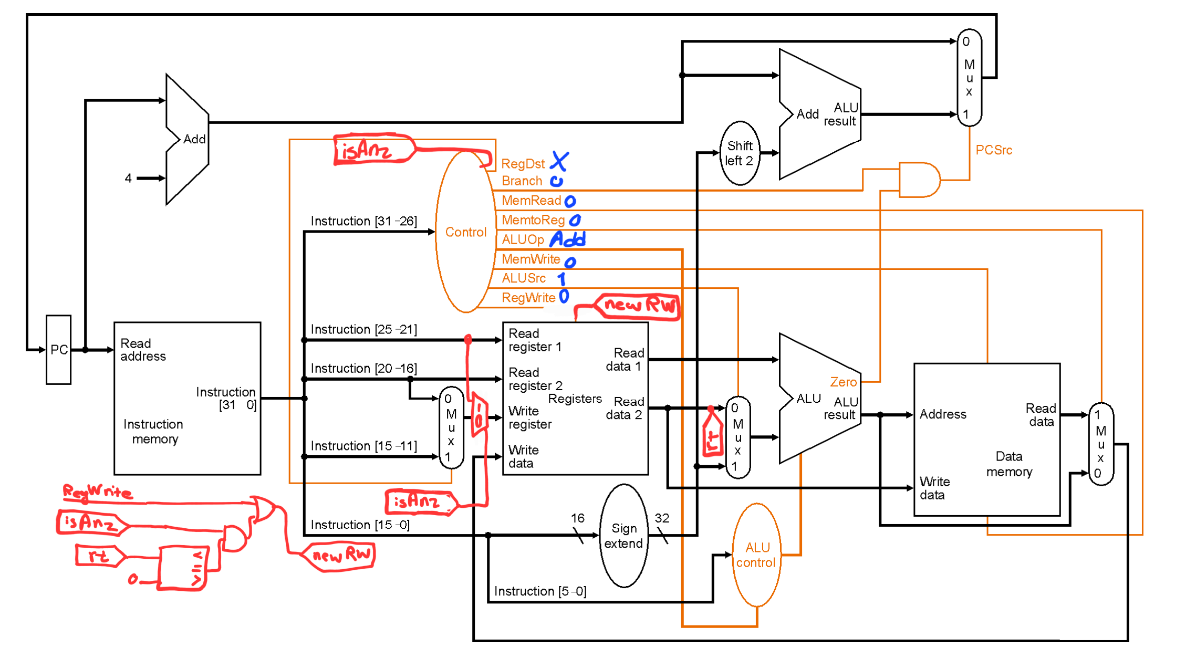 0
M
u
x
1
Add
ALU
result
Add
4
Shift
left 2
PCSrc
isAnz
RegDst X
Branch 0
MemRead 0
MemtoReg 0
ALUOp Add
MemWrite 0
ALUSrc 1
RegWrite 0
Control
Instruction [31–26]
newRW
Instruction [25–21]
Instruction [20–16]
Instruction [15–11]
PC
Read
address
Instruction
[31 0]
Instruction
memory
0
M
u
x
1
1
0
Read
register 1
Read
register 2
Write
register
Write
data
Registers
Read
data 1
Read
data 2
rt
0
M
u
x
1
Zero
ALU
ALU
result
Address
Write
data
Read
data
Data
memory
1
M
u
x
0
isAnz
RegWrite
isAnz
rt
0
< = >
newRW
Instruction [15–0]
16
Sign
extend
32
ALU
control
Instruction [5–0]